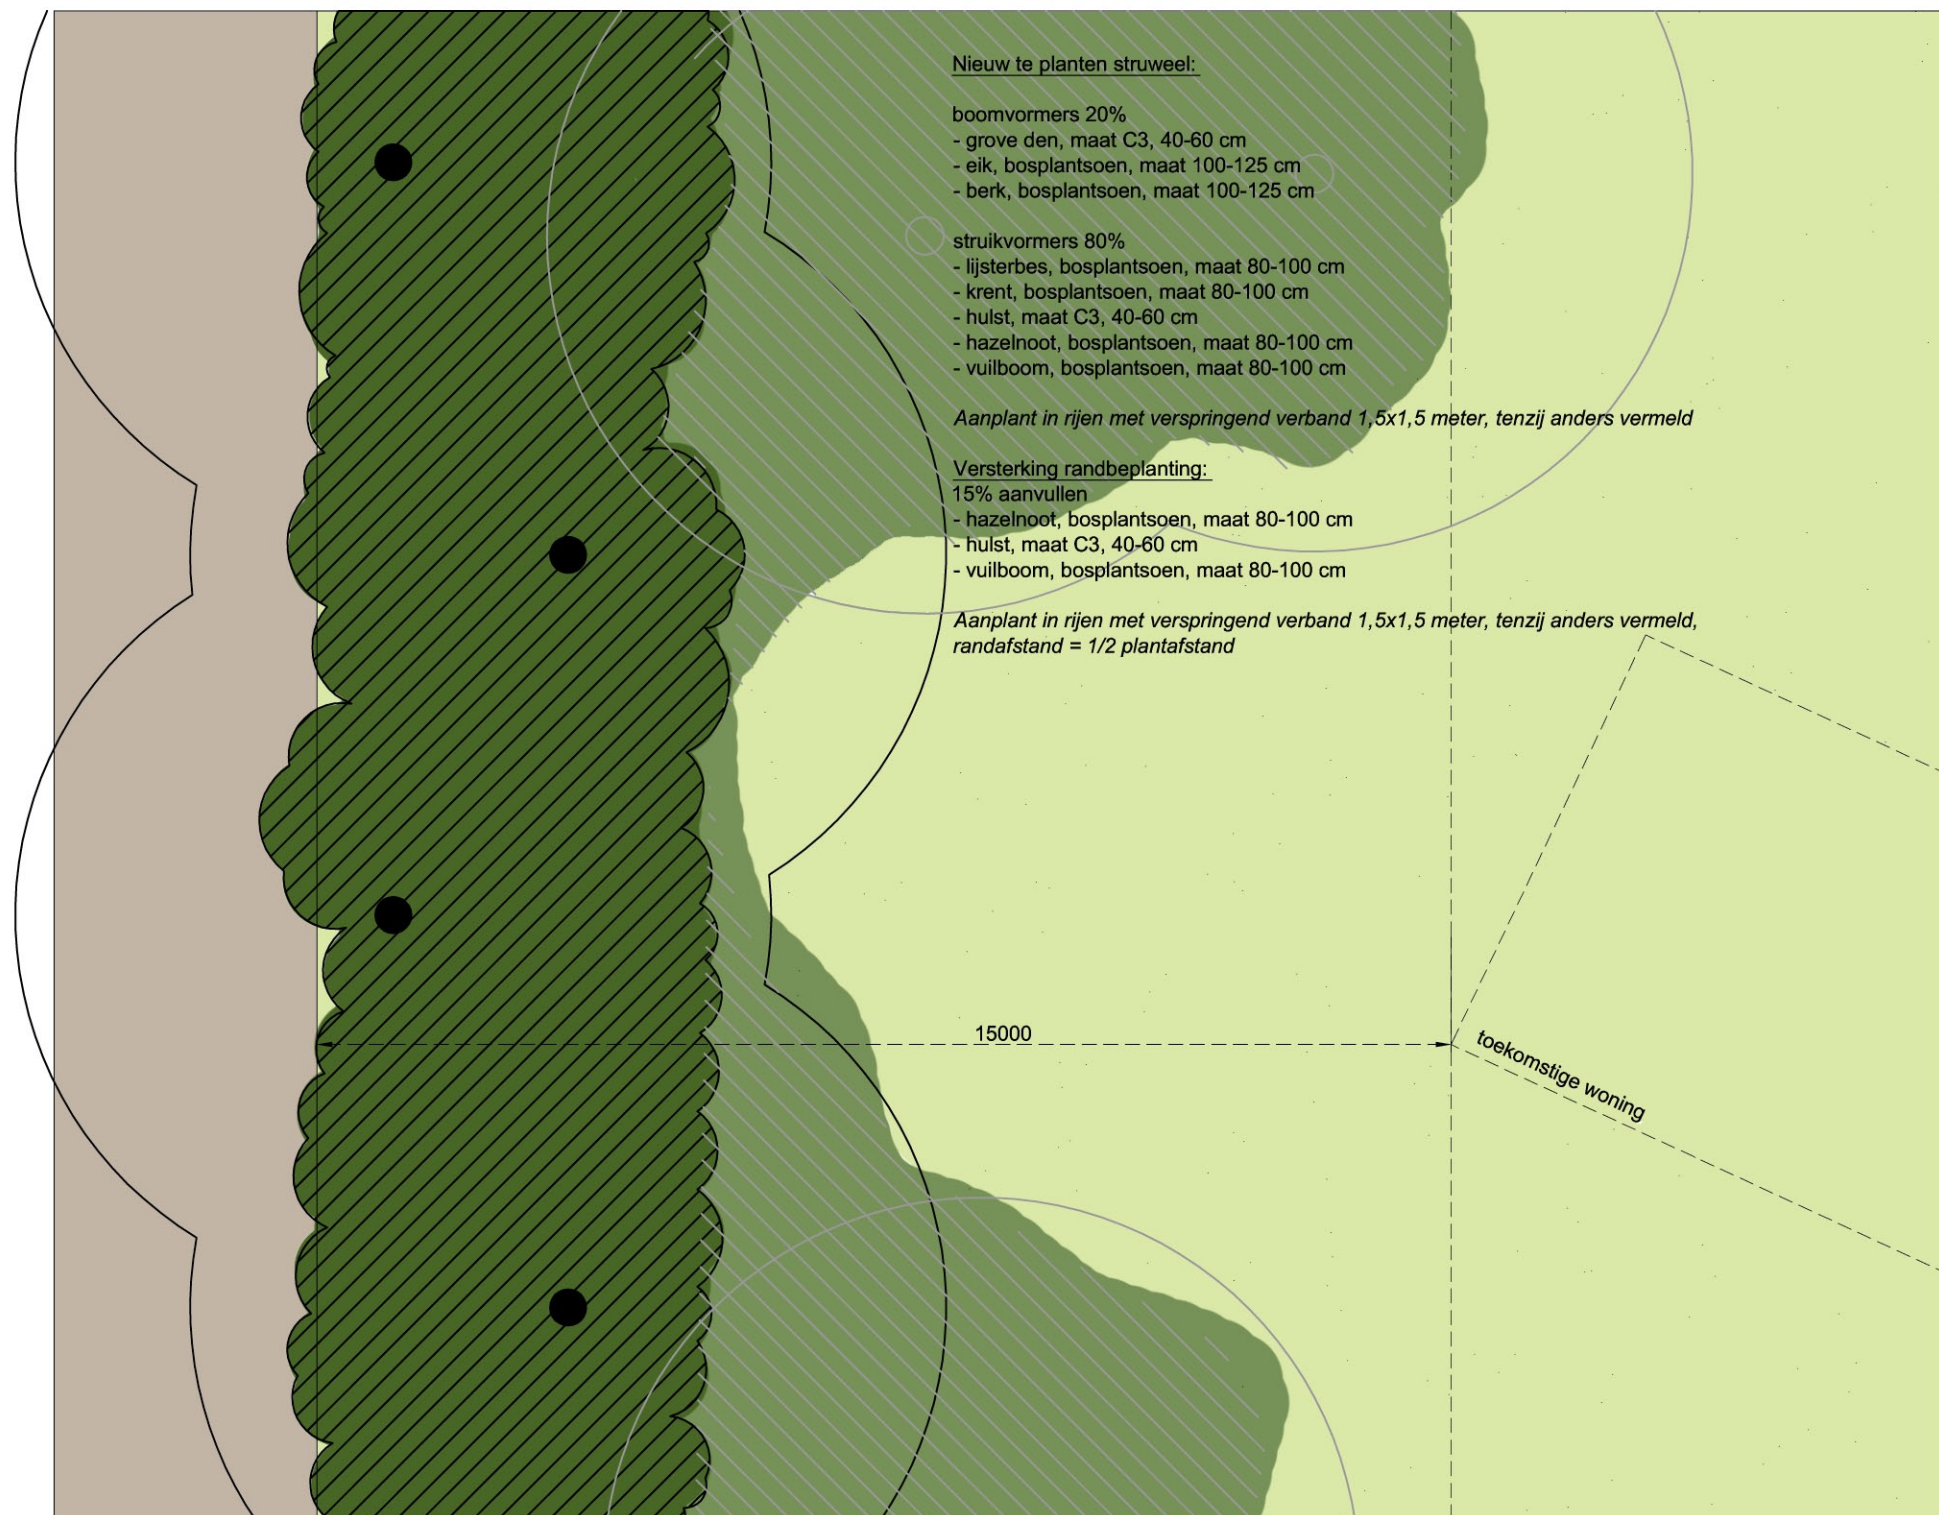 Nieuw te planten struweel:
boomvormers 20%
- grove den, maat C3, 40-60 cm
- eik, bosplantsoen, maat 100-125 cm
- berk, bosplantsoen, maat 100-125 cm
struikvormers 80%
- lijsterbes, bosplantsoen, maat 80-100 cm
- krent, bosplantsoen, maat 80-100 cm
- hulst, maat C3, 40-60 cm
- hazelnoot, bosplantsoen, maat 80-100 cm
- vuilboom, bosplantsoen, maat 80-100 cm
Aanplant in rijen met verspringend verband 1,5x1,5 meter, tenzij anders vermeld
Versterking randbeplanting:
15% aanvullen
- hazelnoot, bosplantsoen, maat 80-100 cm
- hulst, maat C3, 40-60 cm
- vuilboom, bosplantsoen, maat 80-100 cm
Aanplant in rijen met verspringend verband 1,5x1,5 meter, tenzij anders vermeld,
randafstand = 1/2 plantafstand
15000
toekomstige woning